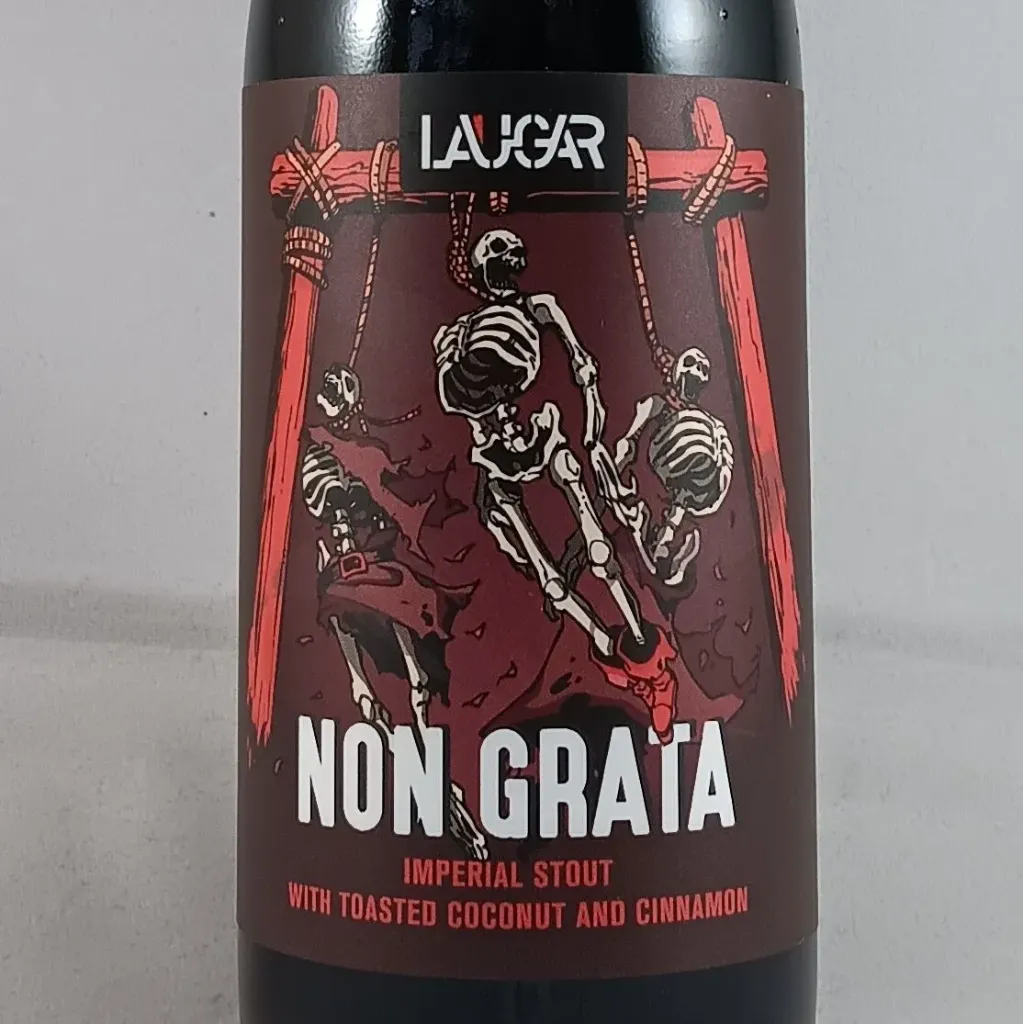 LAUGAR
NON GRATA
IMPERIAL STOUT
WITH TOASTED COCONUT AND CINNAMON